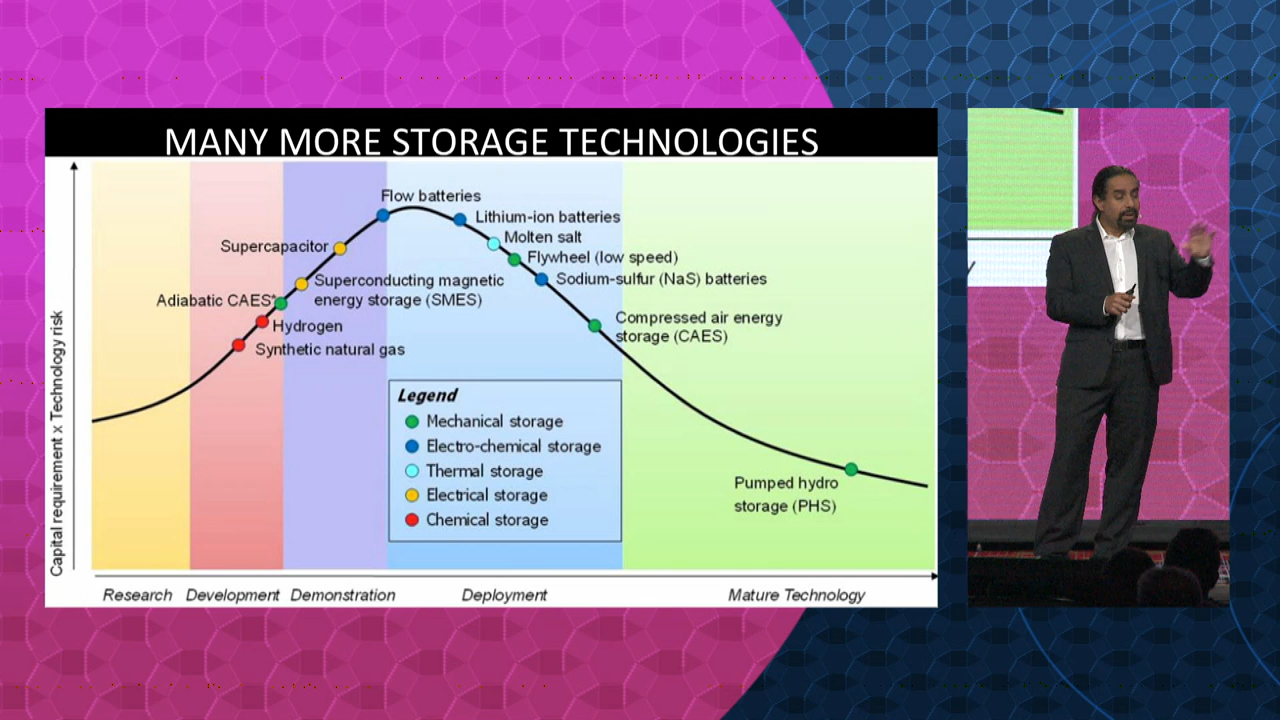 MANY MORE STORAGE TECHNOLOGIES
Capital requirement x Technology risk
Flow batteries
Lithium-ion batteries
Supercapacitor
Molten salt
Flywheel (low speed)
Superconducting magnetic
energy storage (SMES)
Sodium-sulfur (NaS) batteries
Adiabatic CAES*
Hydrogen
Compressed air energy
storage (CAES)
Synthetic natural gas
Legend
Mechanical storage
Electro-chemical storage
Thermal storage
Electrical storage
Chemical storage
Pumped hydro
storage (PHS)
Research Development Demonstration Deployment Mature Technology